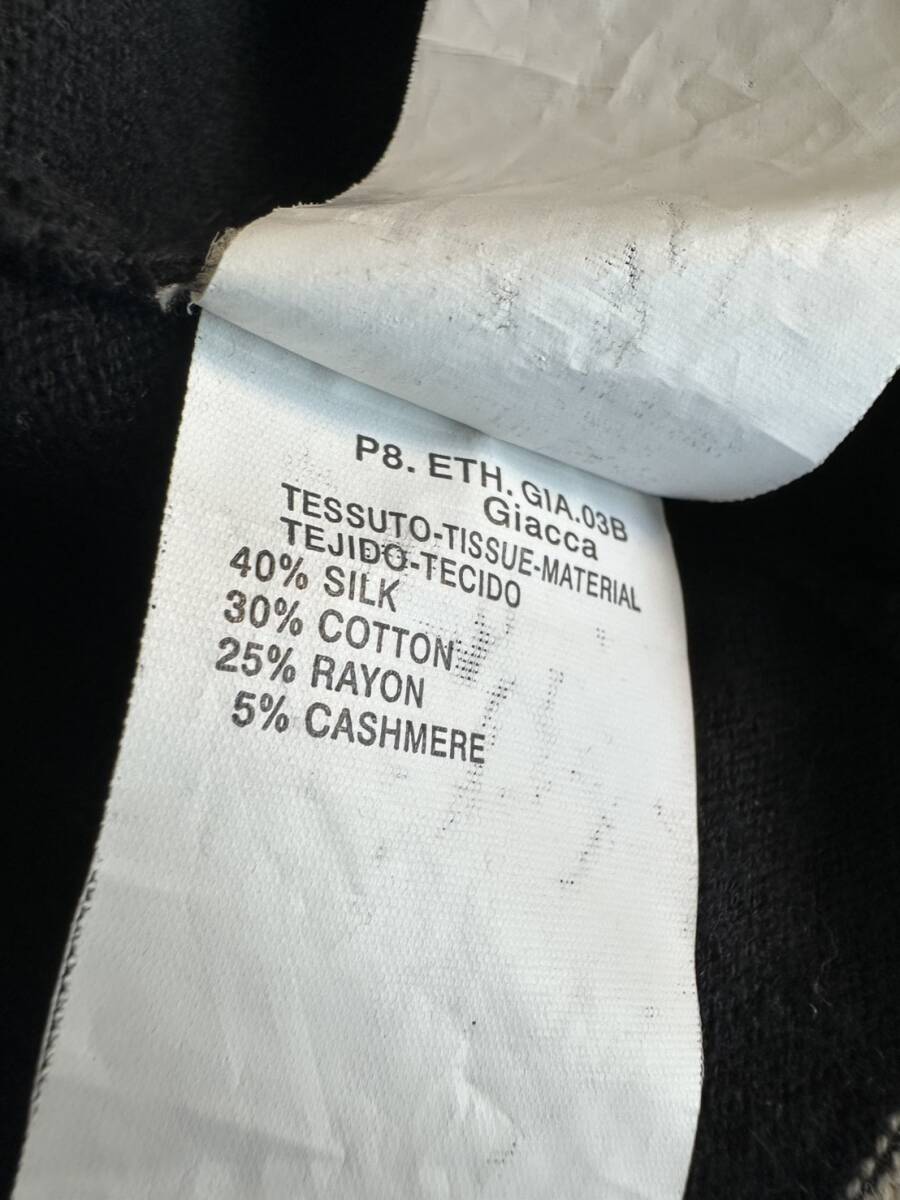 P8. ETH. GIA.03B
Giacca
TESSUTO-TISSUE-MATERIAL
TEJIDO-TECIDO
40% SILK
30% COTTON
25% RAYON
5% CASHMERE